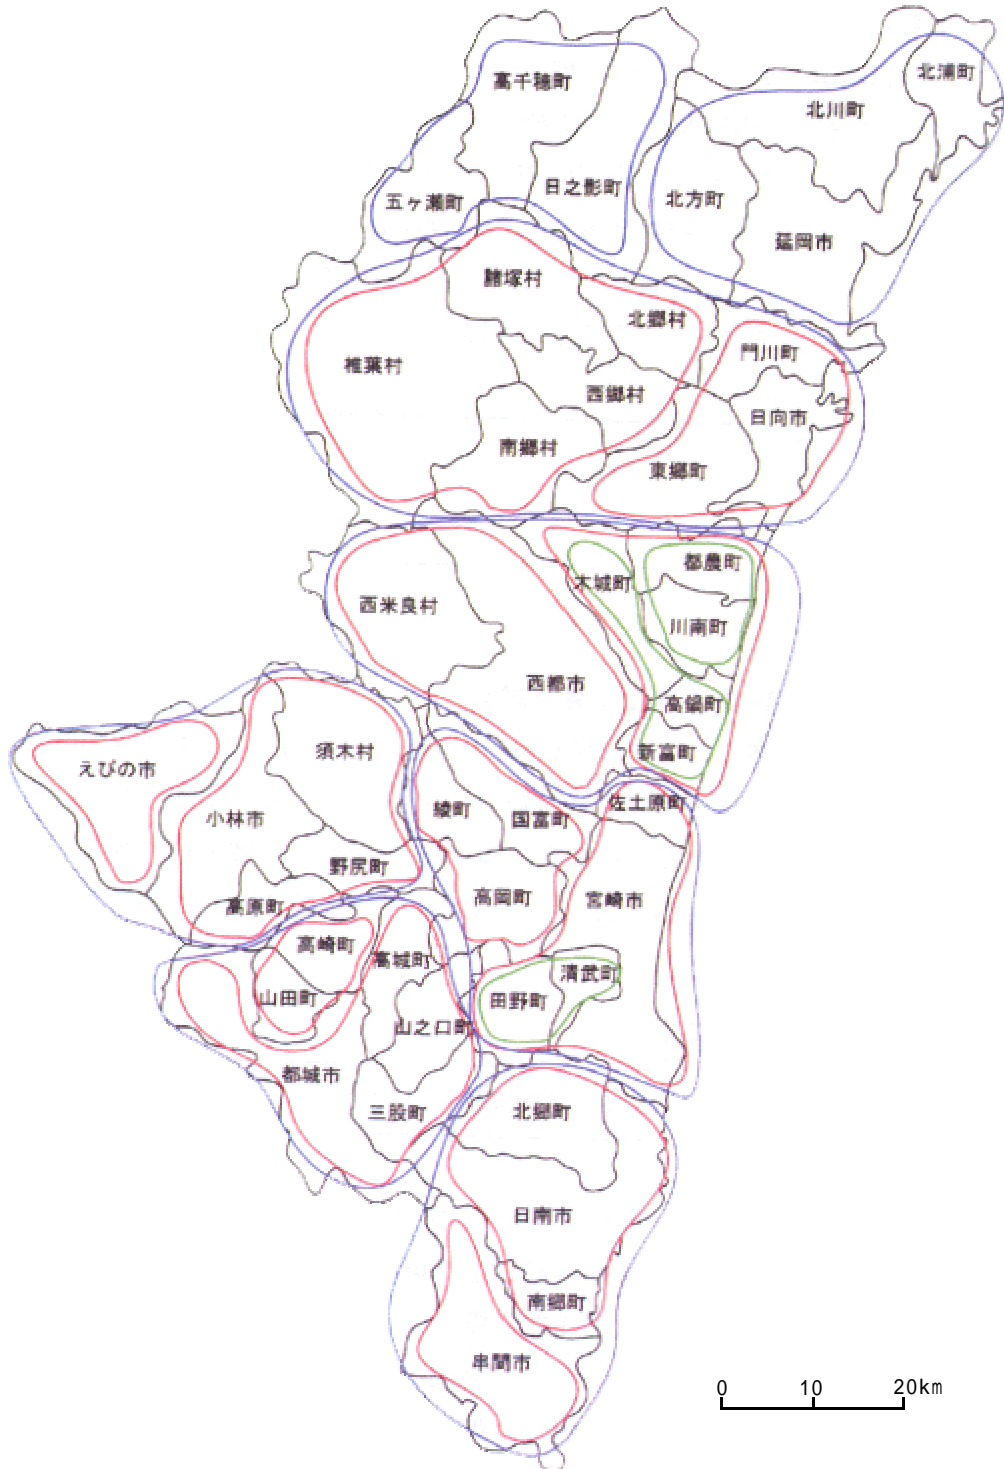 北浦町
高千穂町
北川町
日之影町
五ヶ瀬町
北方町
延岡市
諸塚村
北郷村
門川町
椎葉村
西郷村
日向市
南郷村
東郷町
都農町
木城町
西米良村
川南町
西都市
高鍋町
新富町
須木村
えびの市
佐土原町
綾町
国富町
小林市
野尻町
高岡町
宮崎市
高原町
高崎町
高城町
清武町
山田町
田野町
山之口町
都城市
三股町
北郷町
日南市
南郷町
串間市
0 10 20km